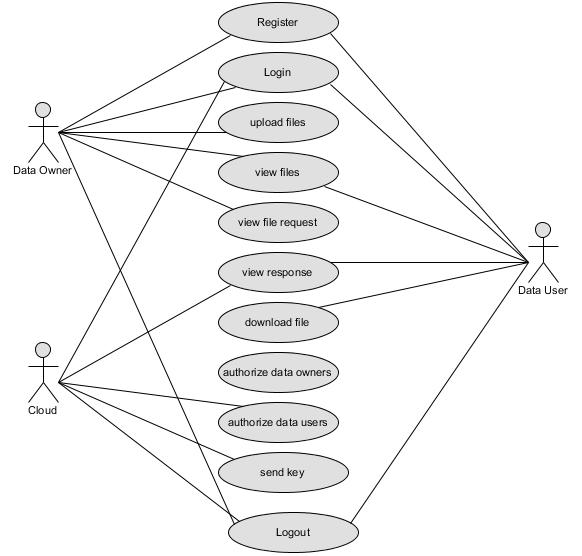 Register
Login
upload files
Data Owner
view files
view file request
view response
Data User
download file
authorize data owners
Cloud
authorize data users
send key
Logout